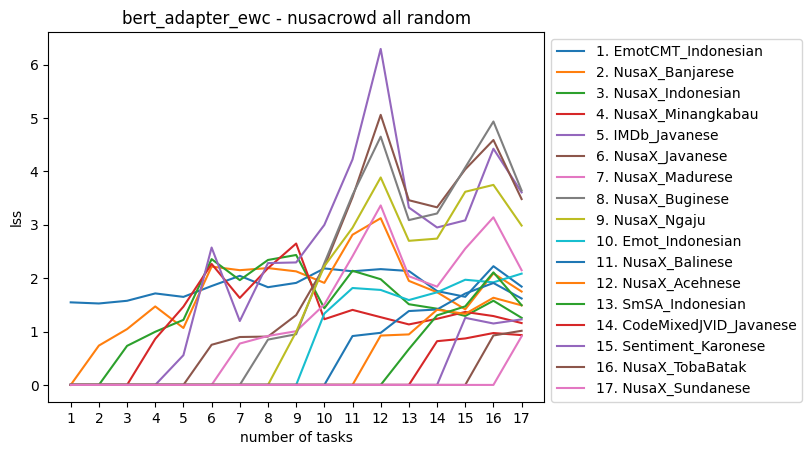 bert_adapter_ewc - nusacrowd all random
lss
6
5
4
3
2
1
0
1 2 3 4 5 6 7 8 9 10 11 12 13 14 15 16 17
number of tasks
1. EmotCMT_Indonesian
2. NusaX_Banjarese
3. NusaX_Indonesian
4. NusaX_Minangkabau
5. IMDb_Javanese
6. NusaX_Javanese
7. NusaX_Madurese
8. NusaX_Buginese
9. NusaX_Ngaju
10. Emot_Indonesian
11. NusaX_Balinese
12. NusaX_Acehnese
13. SmSA_Indonesian
14. CodeMixedJVID_Javanese
15. Sentiment_Karonese
16. NusaX_TobaBatak
17. NusaX_Sundanese